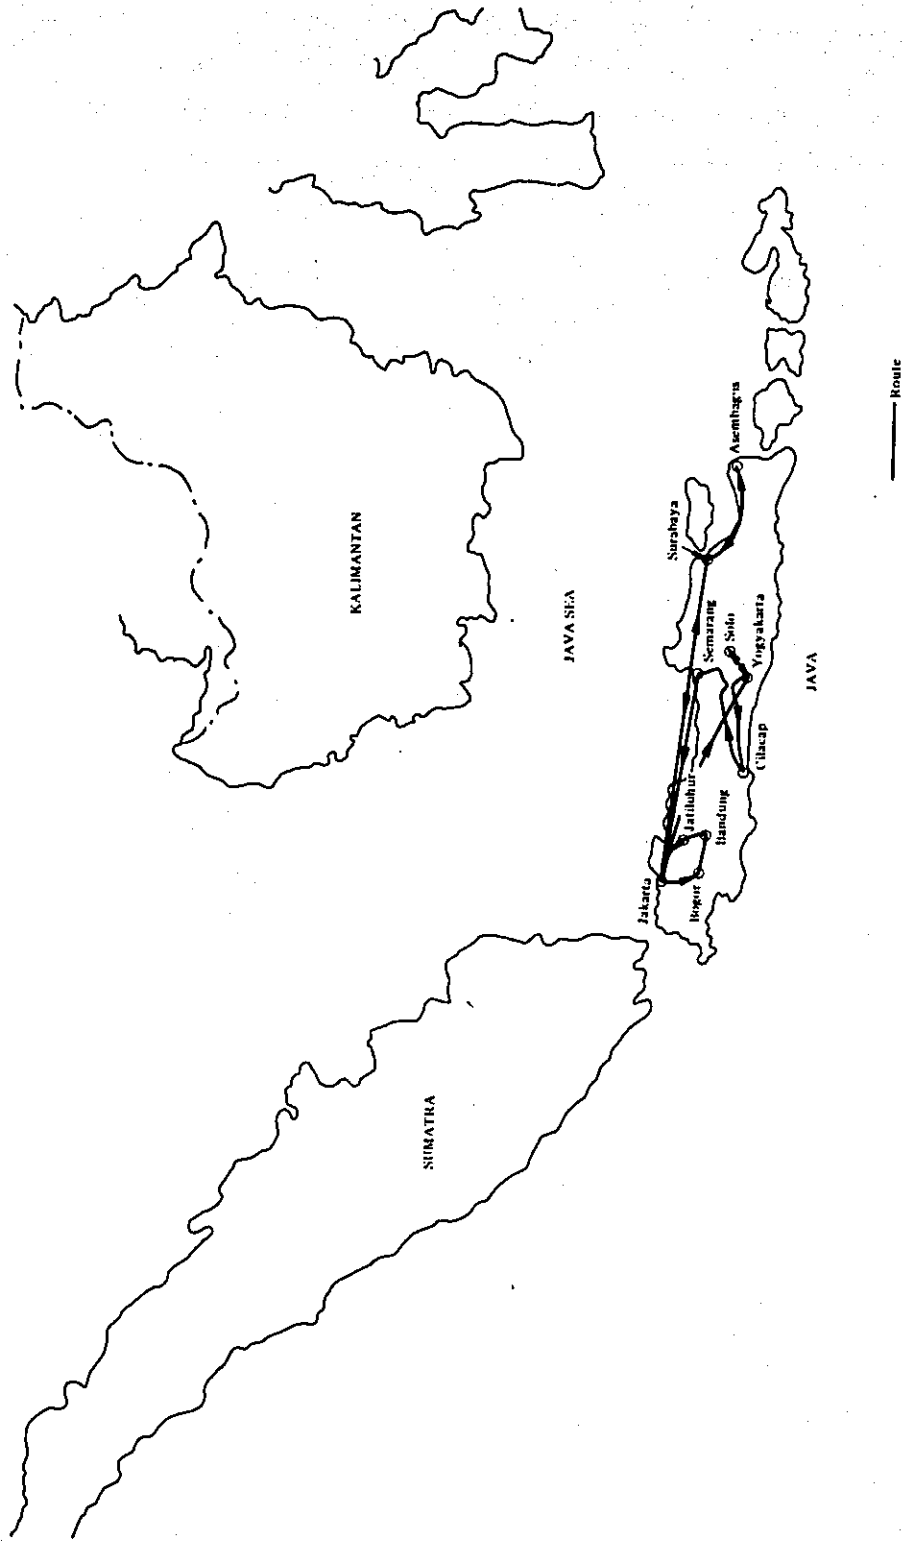 KALIMANTAN
JAVA SEA
SUMATRA
Jakarta
Bogor
Jatiluhur
Bandung
Cilacap
Semarang
Solo
Yogyakarta
Surabaya
Asembagus
JAVA
Route